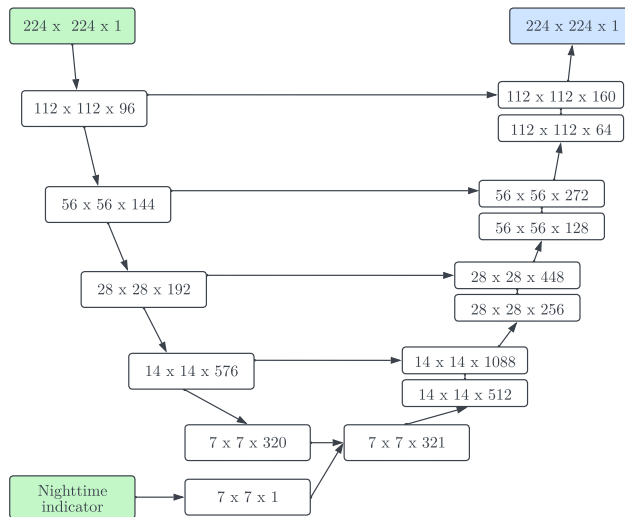 224 x 224 x 1
224 x 224 x 1
112 x 112 x 96
112 x 112 x 160
112 x 112 x 64
56 x 56 x 144
56 x 56 x 272
56 x 56 x 128
28 x 28 x 192
28 x 28 x 448
28 x 28 x 256
14 x 14 x 576
14 x 14 x 1088
14 x 14 x 512
7 x 7 x 320
7 x 7 x 321
Nighttime
indicator
7 x 7 x 1